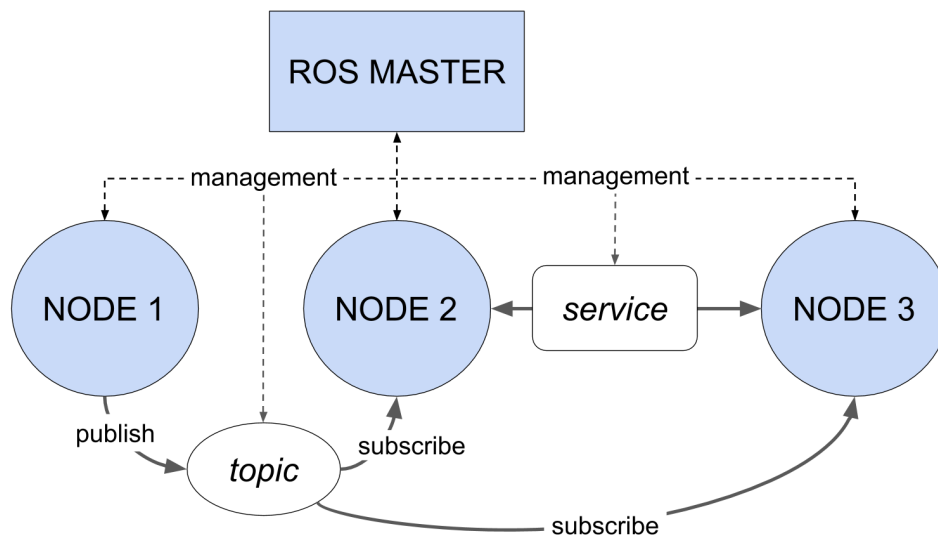 ROS MASTER
management
management
NODE 1
NODE 2
service
NODE 3
publish
subscribe
topic
subscribe